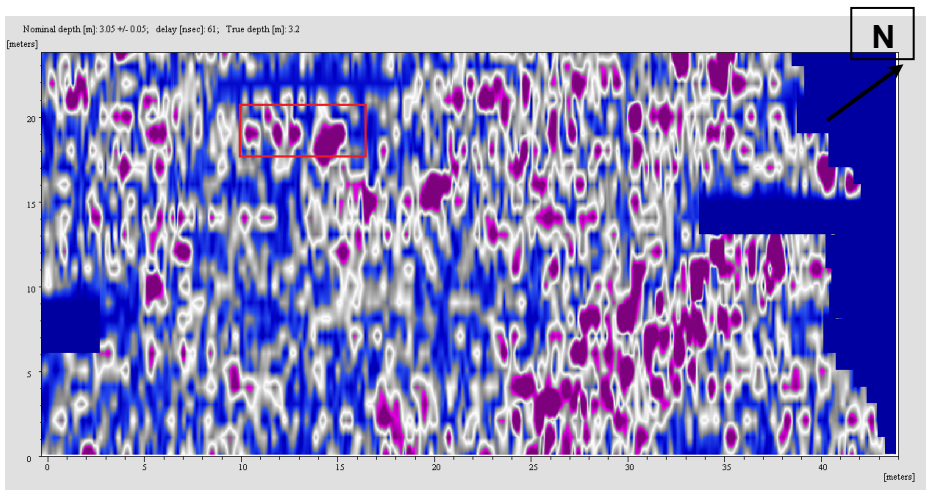 Nominal depth [m]: 3.05 +/- 0.05; delay [nsec]: 61; True depth [m]: 3.2
N
[meters]
20
15
10
5
0
0 5 10 15 20 25 30 35 40
[meters]